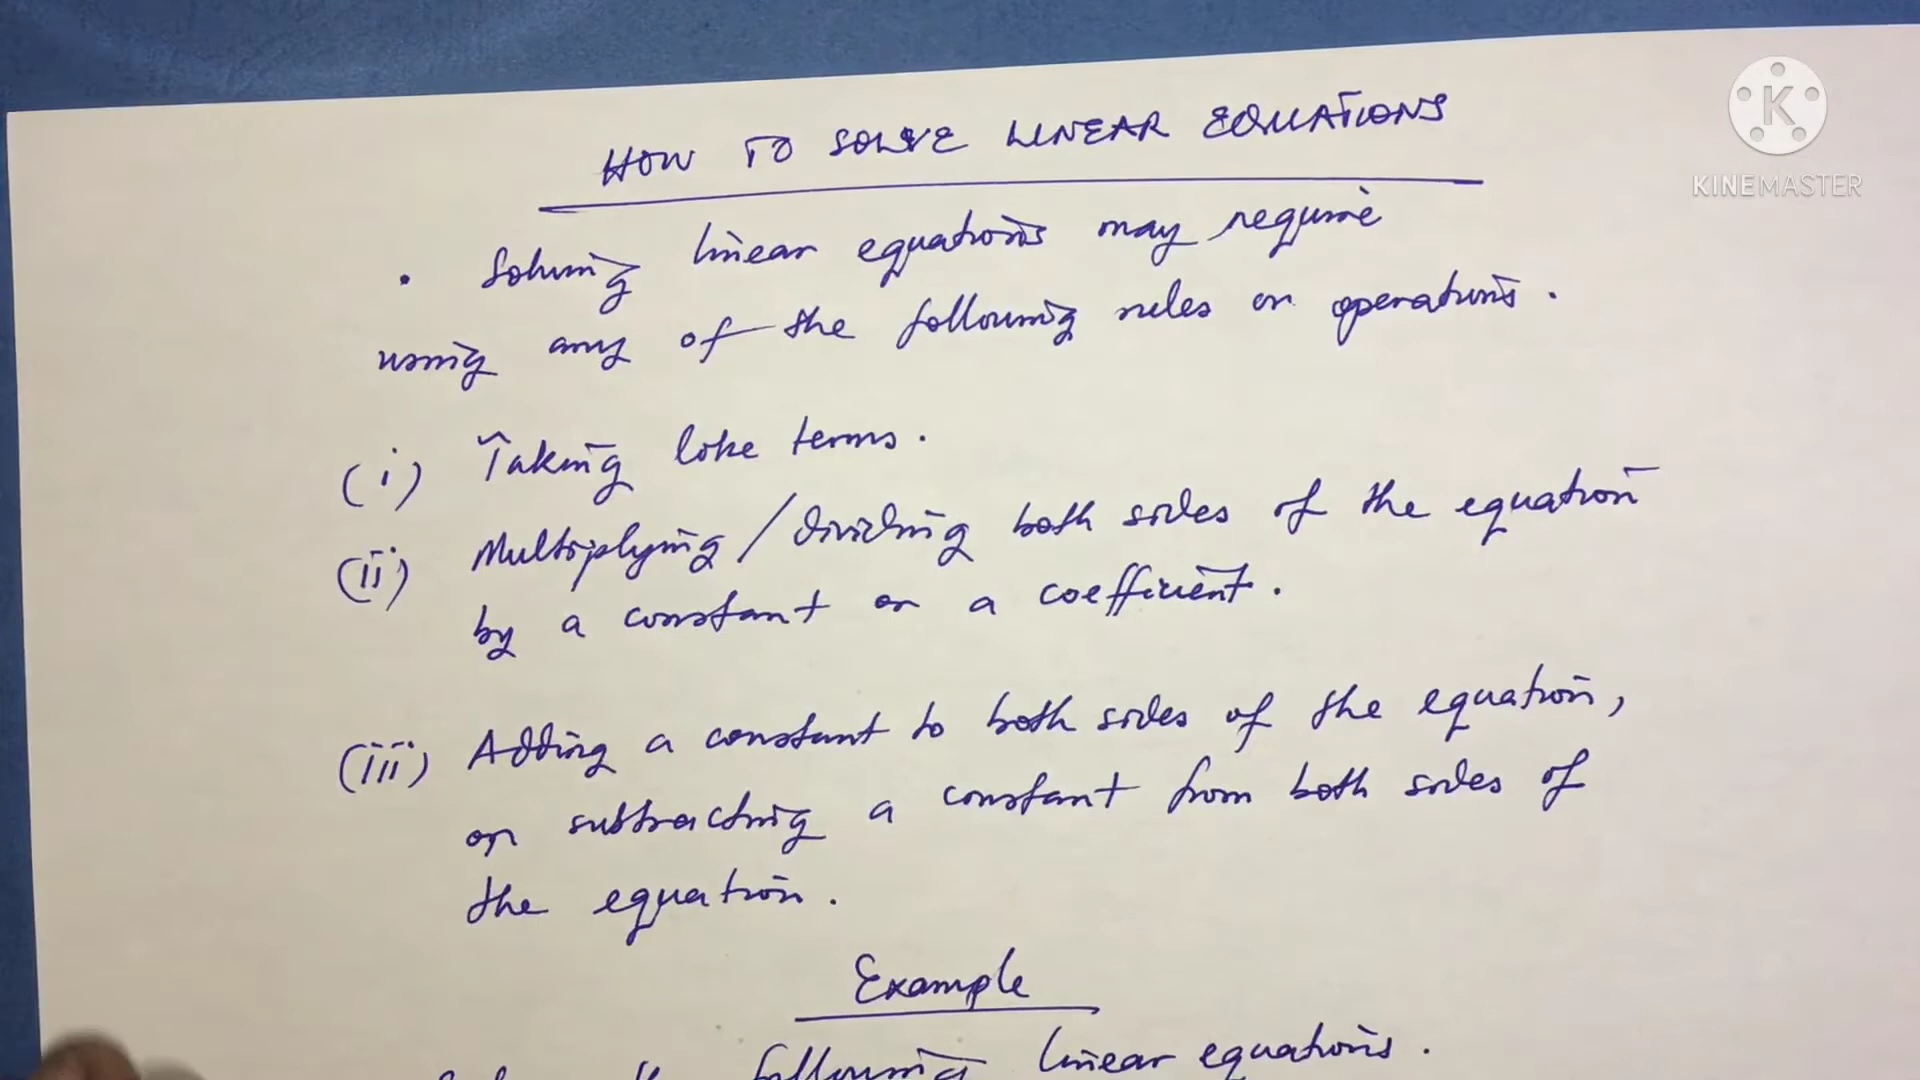 HOW TO SOLVE LINEAR EQUATIONS
K
KINEMASTER
. Solving linear equations may require
using any of the following rules or operations.
(i) Taking like terms.
(ii) Multiplying/dividing both sides of the equation
by a constant or a coefficient.
(iii) Adding a constant to both sides of the equation,
or subtracting a constant from both sides of
the equation.
Example
following linear equations.